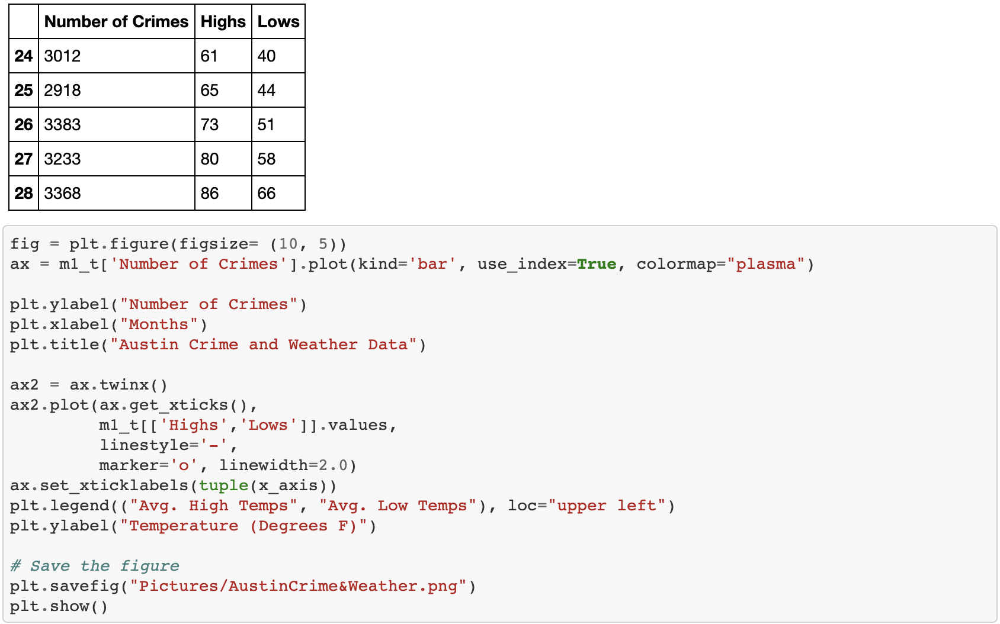 Number of Crimes Highs Lows
24 3012 61 40
25 2918 65 44
26 3383 73 51
27 3233 80 58
28 3368 86 66
fig = plt.figure(figsize= (10, 5))
ax = m1_t['Number of Crimes'].plot(kind='bar', use_index=True, colormap="plasma")
plt.ylabel("Number of Crimes")
plt.xlabel("Months")
plt.title("Austin Crime and Weather Data")
ax2 = ax.twinx()
ax2.plot(ax.get_xticks(),
         m1_t[['Highs','Lows']].values,
         linestyle='-',
         marker='o', linewidth=2.0)
ax.set_xticklabels(tuple(x_axis))
plt.legend(("Avg. High Temps", "Avg. Low Temps"), loc="upper left")
plt.ylabel("Temperature (Degrees F)")
# Save the figure
plt.savefig("Pictures/AustinCrime&Weather.png")
plt.show()